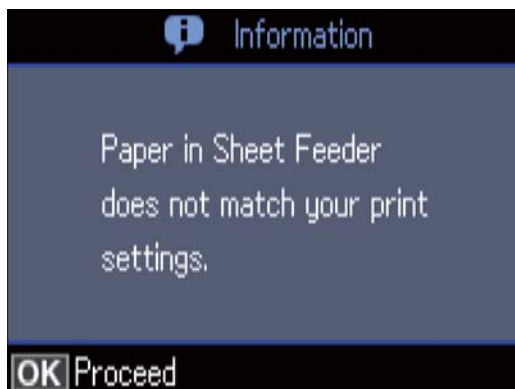 Information
Paper in Sheet Feeder
does not match your print
settings.
OK Proceed